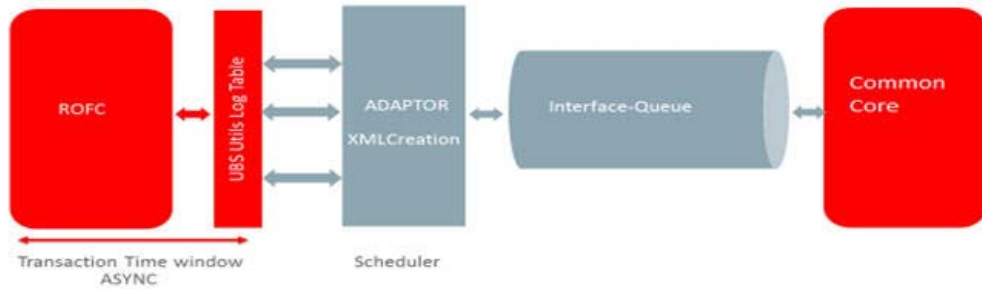 ROFC
UBS Utils Log Table
ADAPTOR
XMLCreation
Interface-Queue
Common
Core
Transaction Time window
ASYNC
Scheduler